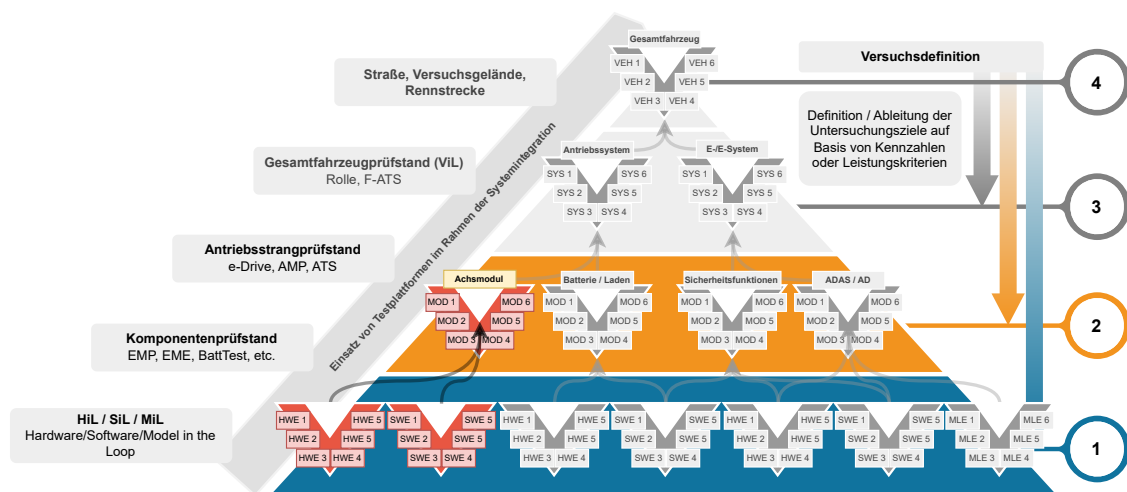 Gesamtfahrzeug
VEH 1
VEH 6
VEH 2
VEH 5
VEH 3
VEH 4
Straße, Versuchsgelände,
Rennstrecke
Versuchsdefinition
4
Definition / Ableitung der
Untersuchungsziele auf
Basis von Kennzahlen
oder Leistungskriterien
Einsatz von Testplattformen im Rahmen der Systemintegration
Gesamtfahrzeugprüfstand (ViL)
Rolle, F-ATS
Antriebssystem
SYS 1
SYS 6
SYS 2
SYS 5
SYS 3
SYS 4
E-/E-System
SYS 1
SYS 6
SYS 2
SYS 5
SYS 3
SYS 4
3
Antriebsstrangprüfstand
e-Drive, AMP, ATS
Achsmodul
MOD 1
MOD 6
MOD 2
MOD 5
MOD 3
MOD 4
Batterie / Laden
MOD 1
MOD 6
MOD 2
MOD 5
MOD 3
MOD 4
Sicherheitsfunktionen
MOD 1
MOD 6
MOD 2
MOD 5
MOD 3
MOD 4
ADAS / AD
MOD 1
MOD 6
MOD 2
MOD 5
MOD 3
MOD 4
2
Komponentenprüfstand
EMP, EME, BattTest, etc.
HiL / SiL / MiL
Hardware/Software/Model in the
Loop
HWE 1
HWE 5
HWE 2
HWE 5
HWE 3
HWE 4
SWE 1
SWE 5
SWE 2
SWE 5
SWE 3
SWE 4
HWE 1
HWE 5
HWE 2
HWE 5
HWE 3
HWE 4
SWE 1
SWE 5
SWE 2
SWE 5
SWE 3
SWE 4
HWE 1
HWE 5
HWE 2
HWE 5
HWE 3
HWE 4
SWE 1
SWE 5
SWE 2
SWE 5
SWE 3
SWE 4
MLE 1
MLE 6
MLE 2
MLE 5
MLE 3
MLE 4
1